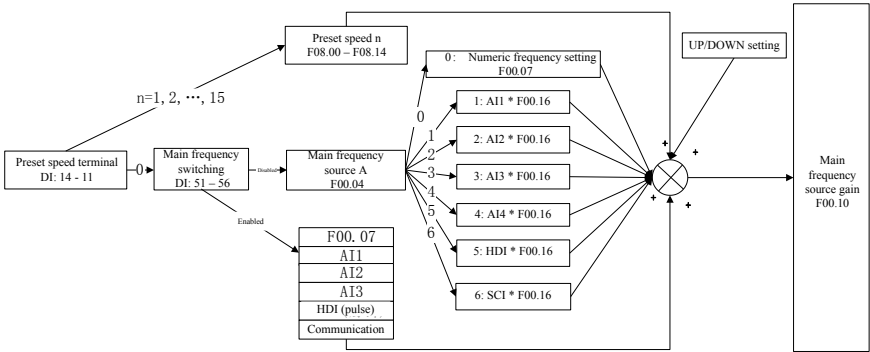 Preset speed n
F08.00 – F08.14
UP/DOWN setting
0: Numeric frequency setting
F00.07
n=1, 2, …, 15
1: AI1 * F00.16
0
1
2: AI2 * F00.16
2
Preset speed terminal
DI: 14 - 11
0
Main frequency
switching
DI: 51 – 56
Disabled
Main frequency
source A
F00.04
3
3: AI3 * F00.16
4
4: AI4 * F00.16
5
5: HDI * F00.16
6
6: SCI * F00.16
+
+
+
+
Main
frequency
source gain
F00.10
Enabled
F00.07
AI1
AI2
AI3
HDI (pulse)
Communication